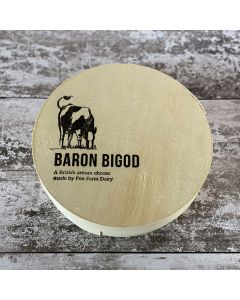 BARON BIGOD
A British artisan cheese
made by Fen Farm Dairy